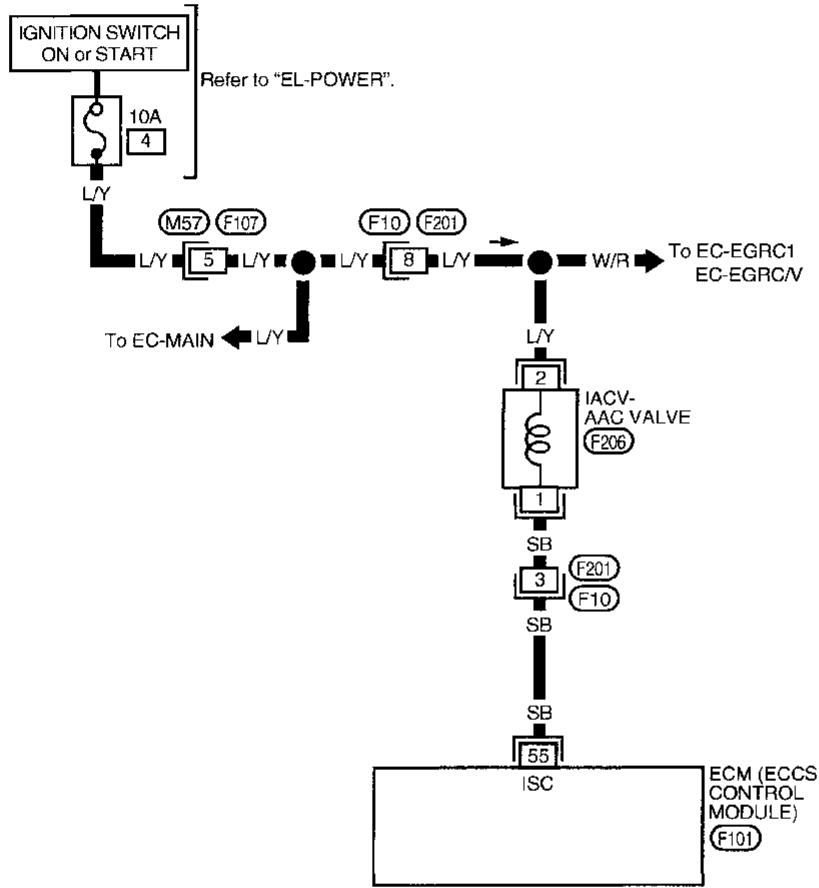 IGNITION SWITCH
ON or START
Refer to "EL-POWER".
10A
4
L/Y
M57 F107 F10 F201
L/Y 5 L/Y L/Y 8 L/Y W/R
To EC-EGRC1
EC-EGRC/V
To EC-MAIN L/Y
L/Y
2
IACV-
AAC VALVE
F206
1
SB
3
F201
F10
SB
SB
55
ISC
ECM (ECCS
CONTROL
MODULE)
F101